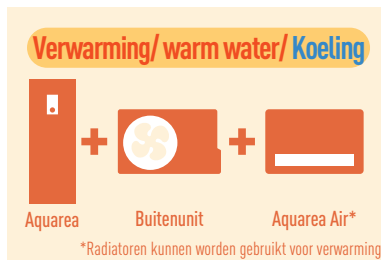 Verwarming/ warm water/ Koeling
Aquarea
Buitenunit
Aquarea Air*
*Radiatoren kunnen worden gebruikt voor verwarming